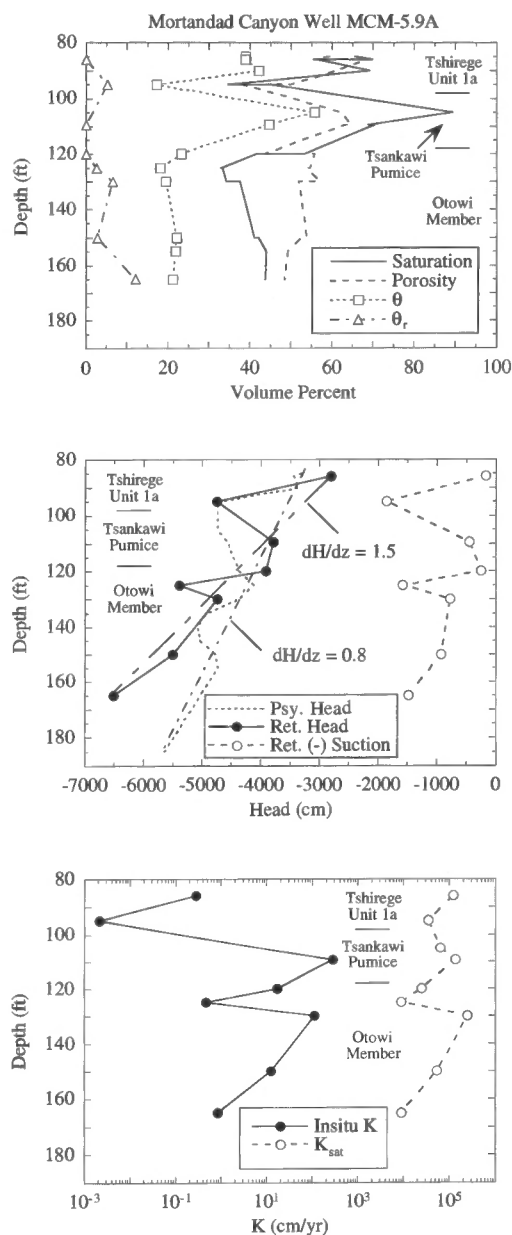 Mortandad Canyon Well MCM-5.9A
80
100
120
140
160
180
Depth (ft)
Tshirege
Unit 1a
Tsankawi
Pumice
Otowi
Member
Saturation
Porosity
θ
θr
0
20
40
60
80
100
Volume Percent
80
100
120
140
160
180
Depth (ft)
Tshirege
Unit 1a
Tsankawi
Pumice
Otowi
Member
dH/dz = 1.5
dH/dz = 0.8
Psy. Head
Ret. Head
Ret. (-) Suction
-7000
-6000
-5000
-4000
-3000
-2000
-1000
0
Head (cm)
80
100
120
140
160
180
Depth (ft)
Tshirege
Unit 1a
Tsankawi
Pumice
Otowi
Member
Insitu K
Ksat
10-3
10-1
101
103
105
K (cm/yr)